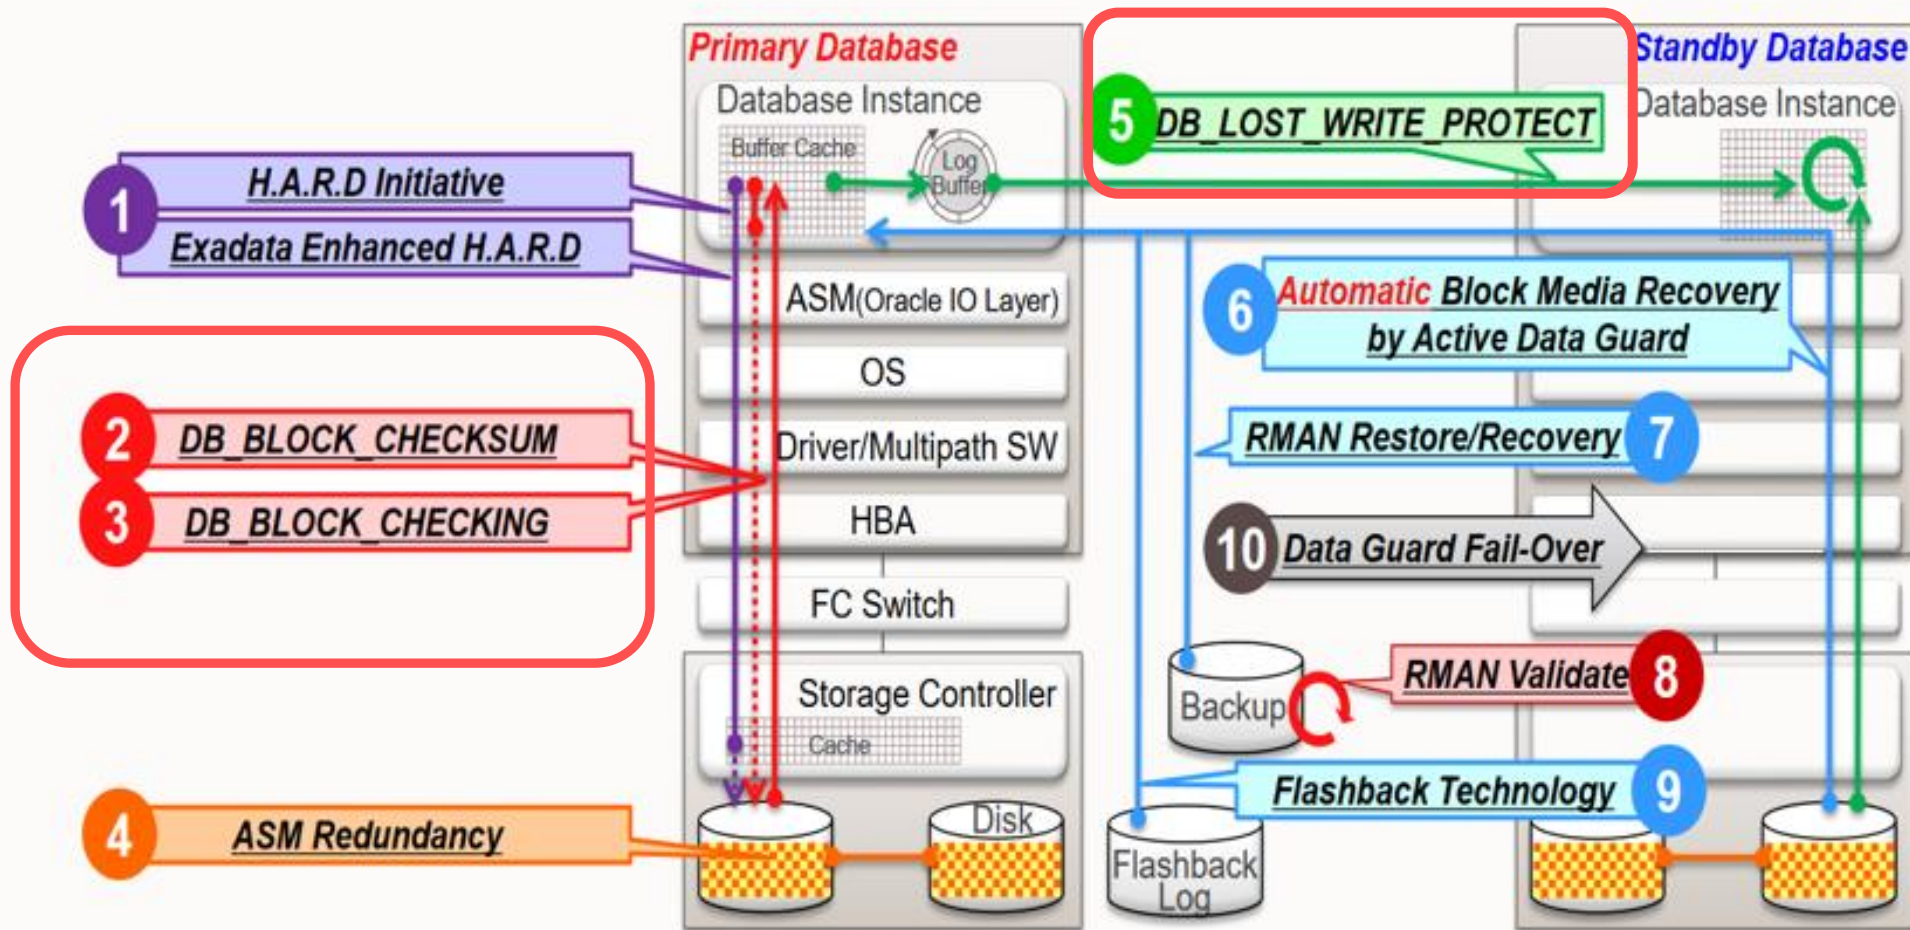 Primary Database
Standby Database
Database Instance
Buffer Cache
Log
Buffer
5
DB_LOST_WRITE_PROTECT
Database Instance
1
H.A.R.D Initiative
Exadata Enhanced H.A.R.D
ASM(Oracle IO Layer)
6
Automatic Block Media Recovery
by Active Data Guard
OS
2
DB_BLOCK_CHECKSUM
Driver/Multipath SW
RMAN Restore/Recovery
7
3
DB_BLOCK_CHECKING
HBA
10
Data Guard Fail-Over
FC Switch
Storage Controller
Cache
Backup
RMAN Validate
8
4
ASM Redundancy
Disk
Flashback Technology
9
Flashback
Log